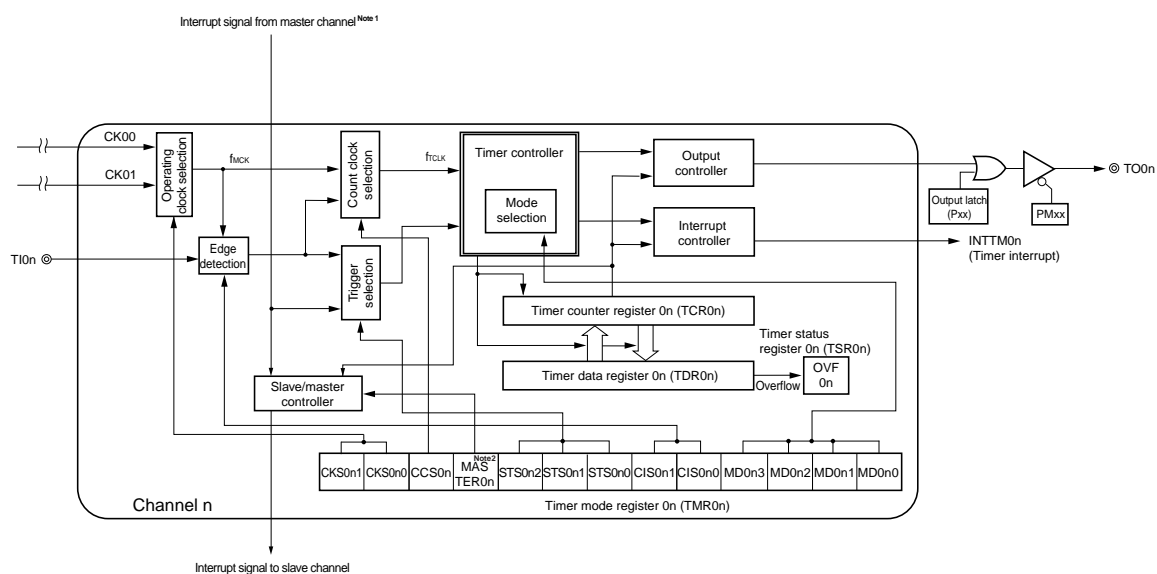 Interrupt signal from master channel Note 1
CK00
CK01
Operating
clock selection
fMCK
Count clock
selection
fTCLK
Timer controller
Mode
selection
Output
controller
TO0n
Output latch
(Pxx)
PMxx
Interrupt
controller
INTTM0n
(Timer interrupt)
TI0n
Edge
detection
Trigger
selection
Timer counter register 0n (TCR0n)
Timer status
register 0n (TSR0n)
Timer data register 0n (TDR0n)
Overflow
OVF
0n
Slave/master
controller
CKS0n1
CKS0n0
CCS0n
MAS Note2
TER0n
STS0n2
STS0n1
STS0n0
CIS0n1
CIS0n0
MD0n3
MD0n2
MD0n1
MD0n0
Channel n
Timer mode register 0n (TMR0n)
Interrupt signal to slave channel